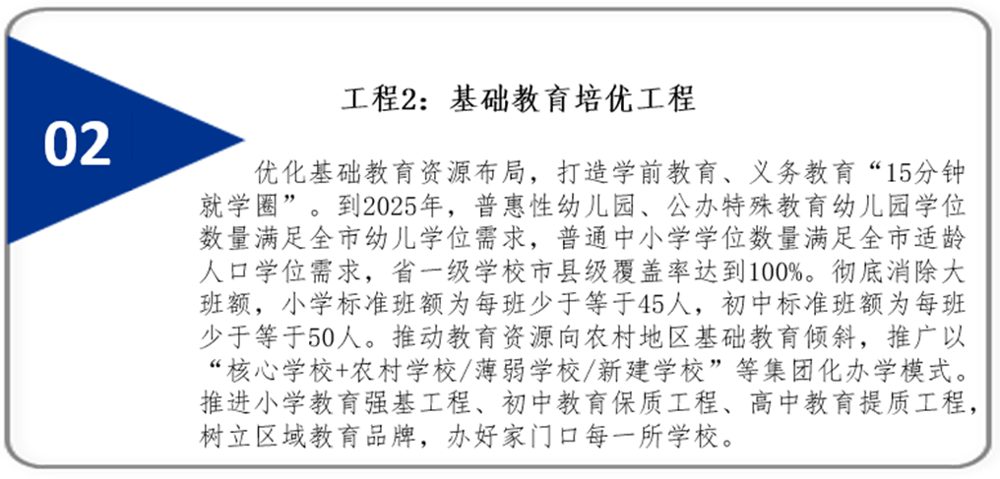 02
工程2：基础教育培优工程
优化基础教育资源布局，打造学前教育、义务教育“15分钟
就学圈”。到2025年，普惠性幼儿园、公办特殊教育幼儿园学位
数量满足全市幼儿学位需求，普通中小学学位数量满足全市适龄
人口学位需求，省一级学校市县级覆盖率达到100%。彻底消除大
班额，小学标准班额为每班少于等于45人，初中标准班额为每班
少于等于50人。推动教育资源向农村地区基础教育倾斜，推广以
“核心学校+农村学校/薄弱学校/新建学校”等集团化办学模式。
推进小学教育强基工程、初中教育保质工程、高中教育提质工程，
树立区域教育品牌，办好家门口每一所学校。